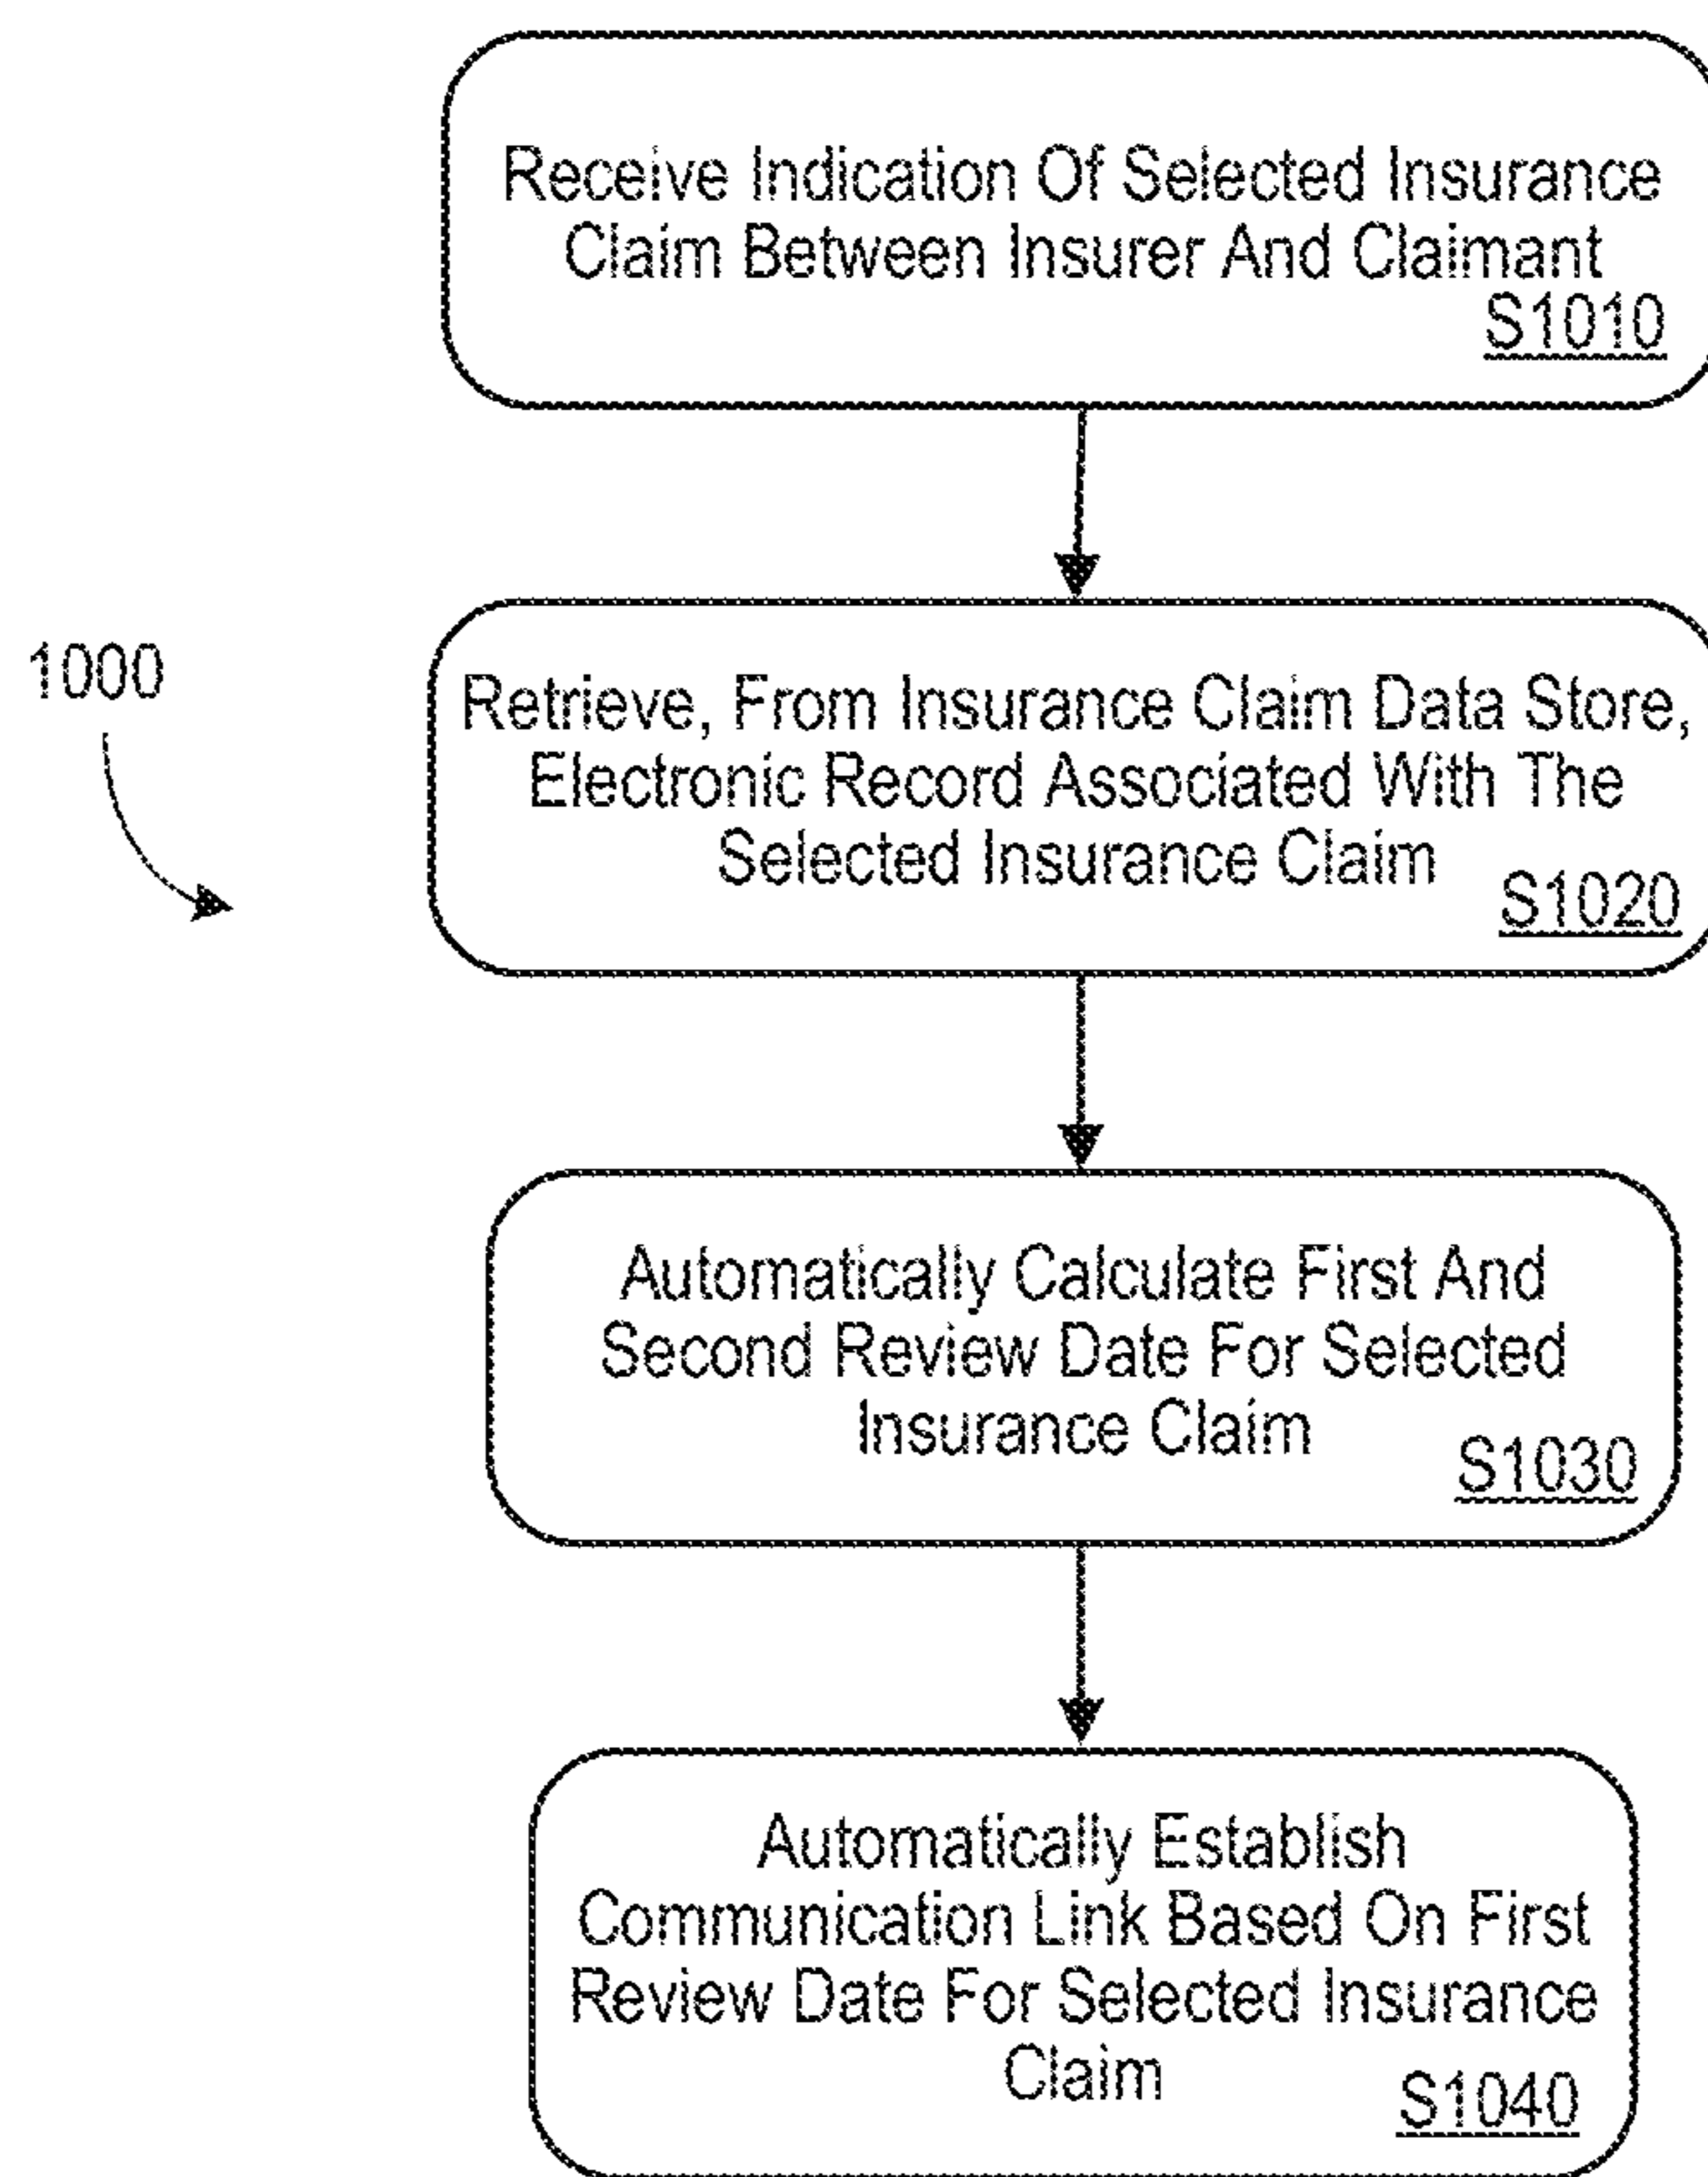 Receive Indication Of Selected Insurance
Claim Between Insurer And Claimant
S1010
1000
Retrieve, From Insurance Claim Data Store,
Electronic Record Associated With The
Selected Insurance Claim
S1020
Automatically Calculate First And
Second Review Date For Selected
Insurance Claim
S1030
Automatically Establish
Communication Link Based On First
Review Date For Selected Insurance
Claim
S1040